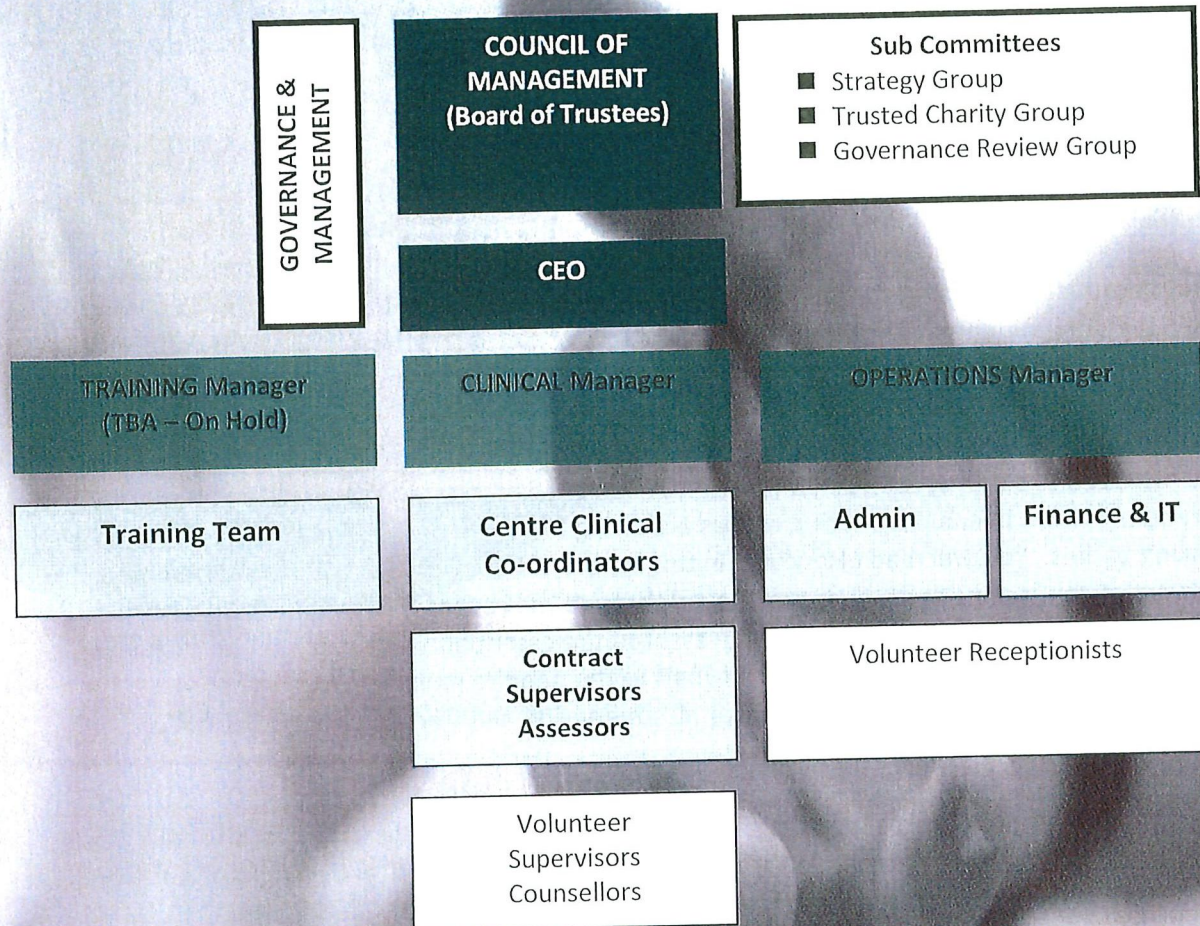 GOVERNANCE &
MANAGEMENT
COUNCIL OF
MANAGEMENT
(Board of Trustees)
Sub Committees
■ Strategy Group
■ Trusted Charity Group
■ Governance Review Group
CEO
TRAINING Manager
(TBA – On Hold)
CLINICAL Manager
OPERATIONS Manager
Training Team
Centre Clinical
Co-ordinators
Admin
Finance & IT
Contract
Supervisors
Assessors
Volunteer Receptionists
Volunteer
Supervisors
Counsellors